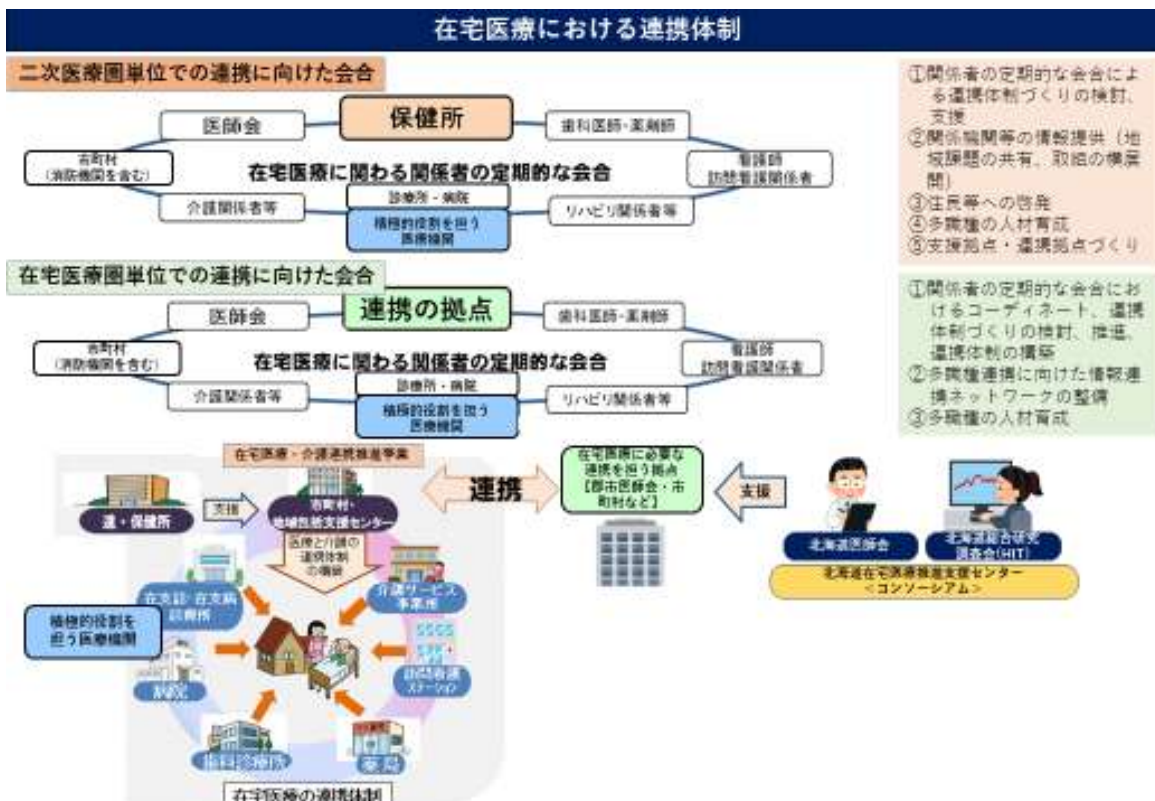 在宅医療における連携体制
二次医療圏単位での連携に向けた会合
保健所
医師会
歯科医師・薬剤師
市町村
(消防機関を含む)
看護師
訪問看護関係者
在宅医療に関わる関係者の定期的な会合
介護関係者等
診療所・病院
積極的役割を担う
医療機関
リハビリ関係者等
①関係者の定期的な会合によ
る連携体制づくりの検討、
支援
②関係機関等の情報提供（地
域課題の共有、取組の横展
開）
③住民等への啓発
④多職種の人材育成
⑤支援拠点・連携拠点づくり
在宅医療圏単位での連携に向けた会合
連携の拠点
医師会
歯科医師・薬剤師
市町村
(消防機関を含む)
看護師
訪問看護関係者
在宅医療に関わる関係者の定期的な会合
介護関係者等
診療所・病院
積極的役割を担う
医療機関
リハビリ関係者等
①関係者の定期的な会合にお
けるコーディネート、連携
体制づくりの検討、推進、
連携体制の構築
②多職種連携に向けた情報連
携ネットワークの整備
③多職種の人材育成
在宅医療・介護連携推進事業
道・保健所
支援
市町村・
地域包括支援センター
医療と介護の
連携体制
の構築
連携
在宅医療に必要な
連携を担う拠点
【郡市医師会・市
町村など】
支援
北海道医師会
北海道総合研究
調査会(HIT)
北海道在宅医療推進支援センター
＜コンソーシアム＞
在支診・在支病
診療所
介護サービス
事業所
積極的役割を
担う医療機関
病院
訪問看護
ステーション
歯科診療所
薬局
在宅医療の連携体制